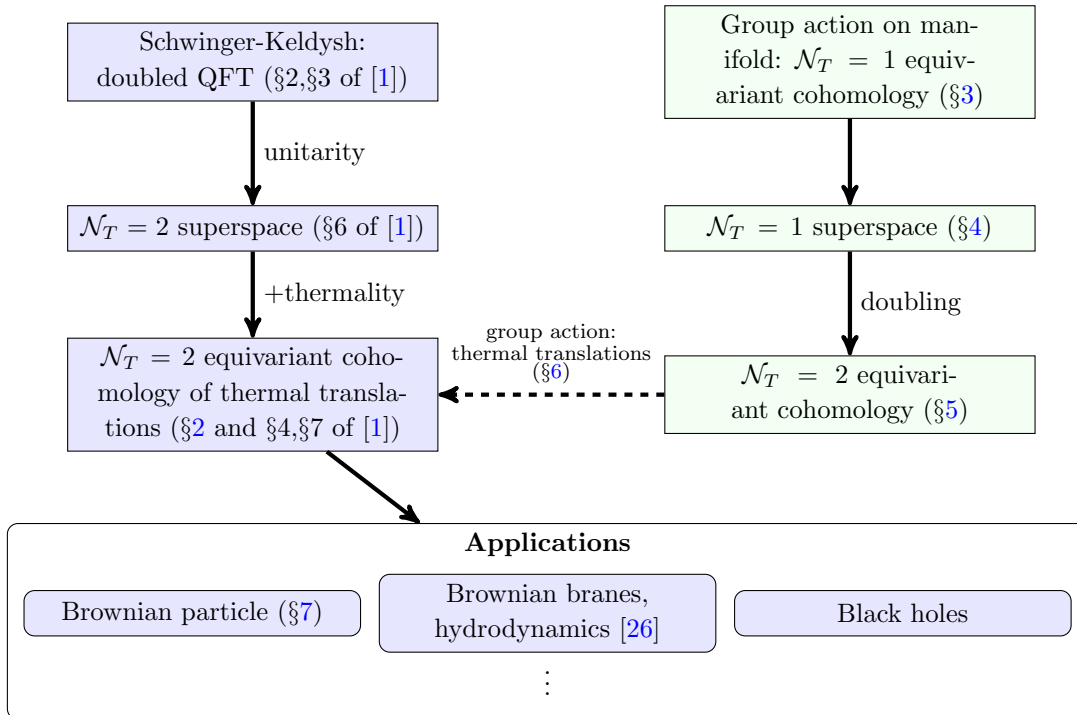 Schwinger-Keldysh:
doubled QFT (§2,§3 of [1])
unitarity
𝒩_T = 2 superspace (§6 of [1])
+thermality
𝒩_T = 2 equivariant coho-
mology of thermal transla-
tions (§2 and §4,§7 of [1])
Group action on man-
ifold: 𝒩_T = 1 equiv-
ariant cohomology (§3)
𝒩_T = 1 superspace (§4)
doubling
𝒩_T = 2 equivari-
ant cohomology (§5)
group action:
thermal translations
(§6)
Applications
Brownian particle (§7)
Brownian branes,
hydrodynamics [26]
Black holes
⋮